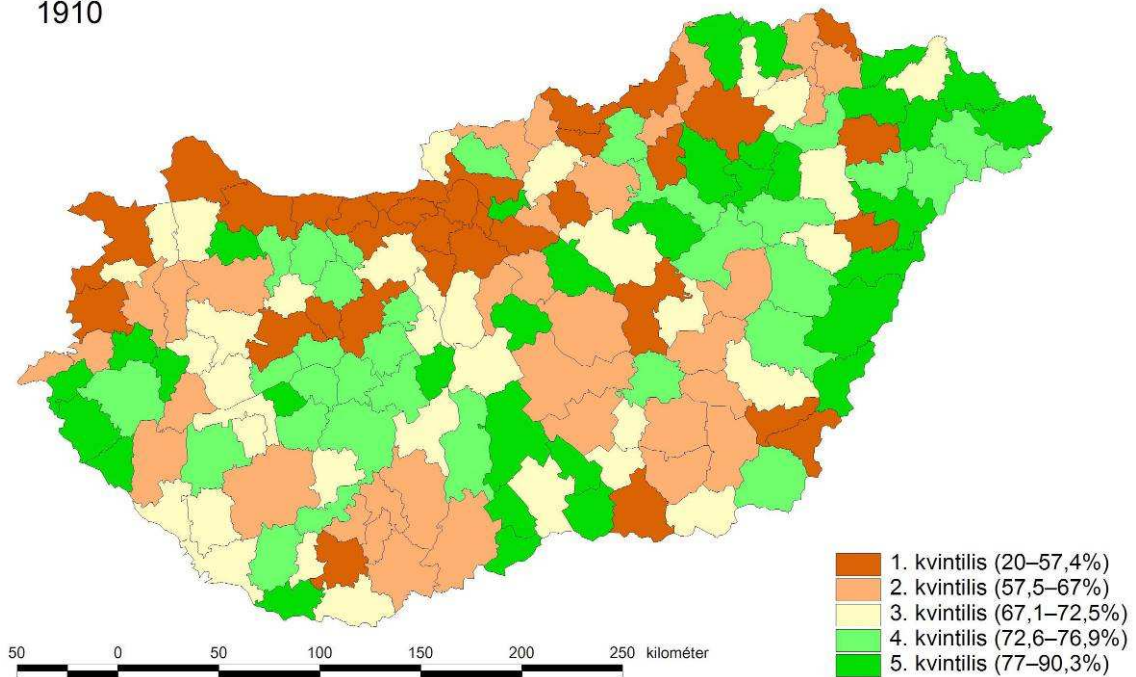 1910
1. kvintilis (20–57,4%)
2. kvintilis (57,5–67%)
3. kvintilis (67,1–72,5%)
4. kvintilis (72,6–76,9%)
5. kvintilis (77–90,3%)
50 0 50 100 150 200 250 kilométer